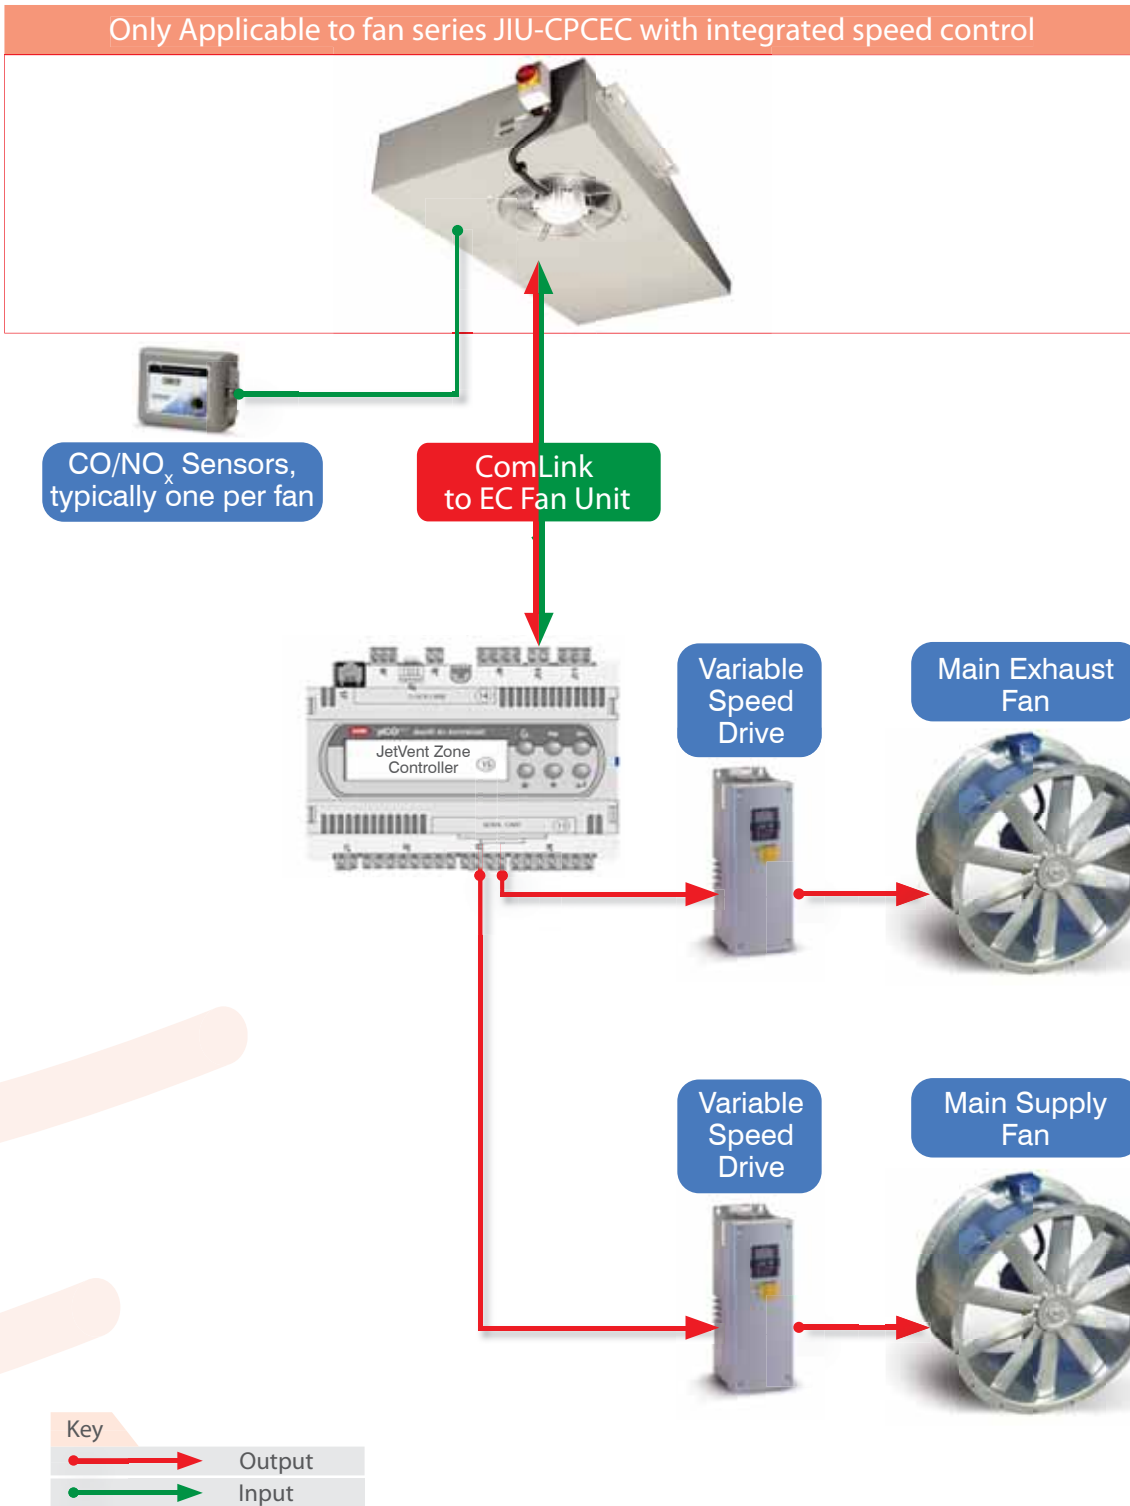 Only Applicable to fan series JIU-CPCEC with integrated speed control
CO/NOx Sensors,
typically one per fan
ComLink
to EC Fan Unit
JetVent Zone
Controller
Variable
Speed
Drive
Main Exhaust
Fan
Variable
Speed
Drive
Main Supply
Fan
Key
Output
Input